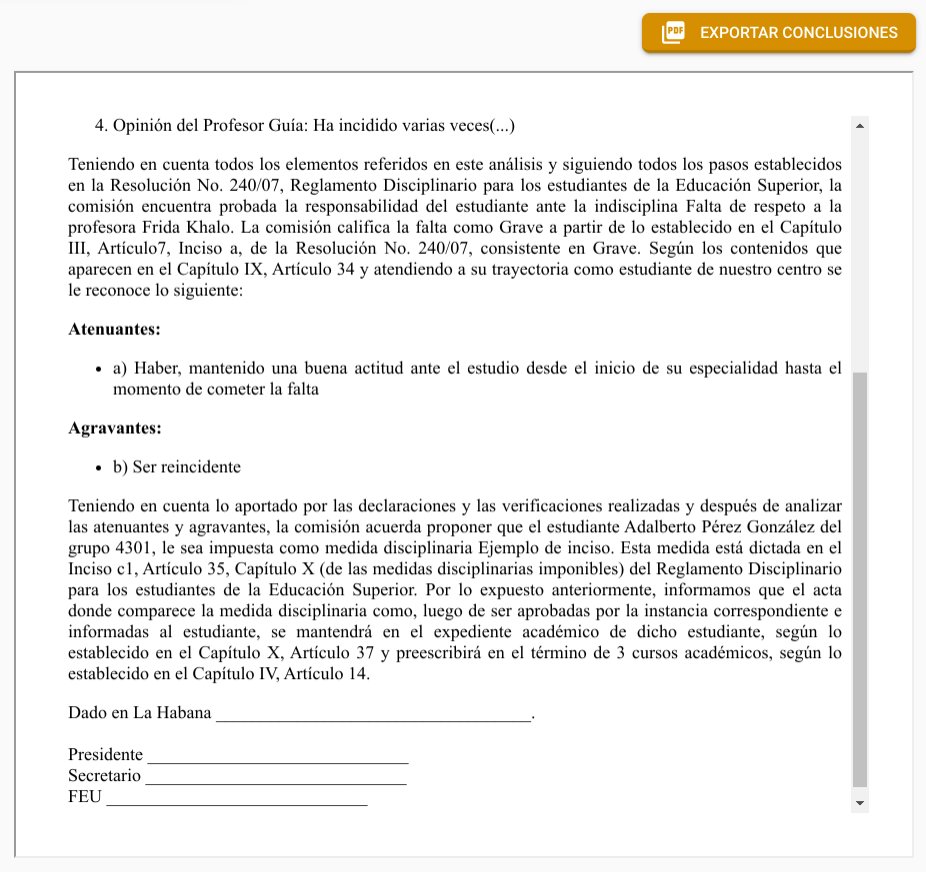 PDF EXPORTAR CONCLUSIONES
4. Opinión del Profesor Guía: Ha incidido varias veces(...)
Teniendo en cuenta todos los elementos referidos en este análisis y siguiendo todos los pasos establecidos
en la Resolución No. 240/07, Reglamento Disciplinario para los estudiantes de la Educación Superior, la
comisión encuentra probada la responsabilidad del estudiante ante la indisciplina Falta de respeto a la
profesora Frida Khalo. La comisión califica la falta como Grave a partir de lo establecido en el Capítulo
III, Artículo7, Inciso a, de la Resolución No. 240/07, consistente en Grave. Según los contenidos que
aparecen en el Capítulo IX, Artículo 34 y atendiendo a su trayectoria como estudiante de nuestro centro se
le reconoce lo siguiente:
Atenuantes:
• a) Haber, mantenido una buena actitud ante el estudio desde el inicio de su especialidad hasta el
momento de cometer la falta
Agravantes:
• b) Ser reincidente
Teniendo en cuenta lo aportado por las declaraciones y las verificaciones realizadas y después de analizar
las atenuantes y agravantes, la comisión acuerda proponer que el estudiante Adalberto Pérez González del
grupo 4301, le sea impuesta como medida disciplinaria Ejemplo de inciso. Esta medida está dictada en el
Inciso c1, Artículo 35, Capítulo X (de las medidas disciplinarias imponibles) del Reglamento Disciplinario
para los estudiantes de la Educación Superior. Por lo expuesto anteriormente, informamos que el acta
donde comparece la medida disciplinaria como, luego de ser aprobadas por la instancia correspondiente e
informadas al estudiante, se mantendrá en el expediente académico de dicho estudiante, según lo
establecido en el Capítulo X, Artículo 37 y preescribirá en el término de 3 cursos académicos, según lo
establecido en el Capítulo IV, Artículo 14.
Dado en La Habana ___________________________________.
Presidente _____________________________
Secretario _____________________________
FEU _____________________________